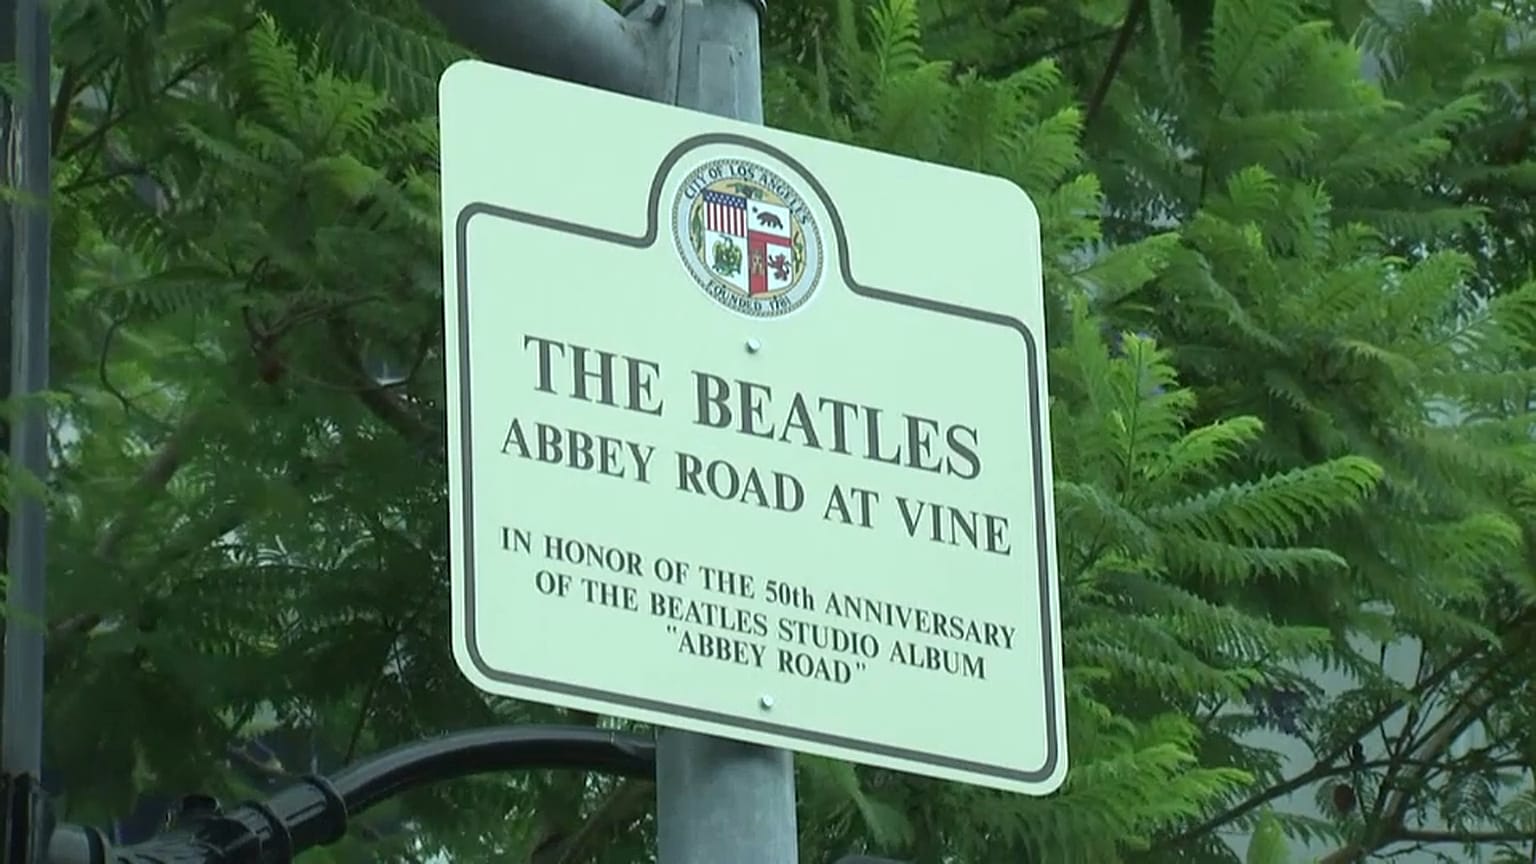 CITY OF LOS ANGELES
FOUNDED 1781
THE BEATLES
ABBEY ROAD AT VINE
IN HONOR OF THE 50th ANNIVERSARY
OF THE BEATLES STUDIO ALBUM
"ABBEY ROAD"